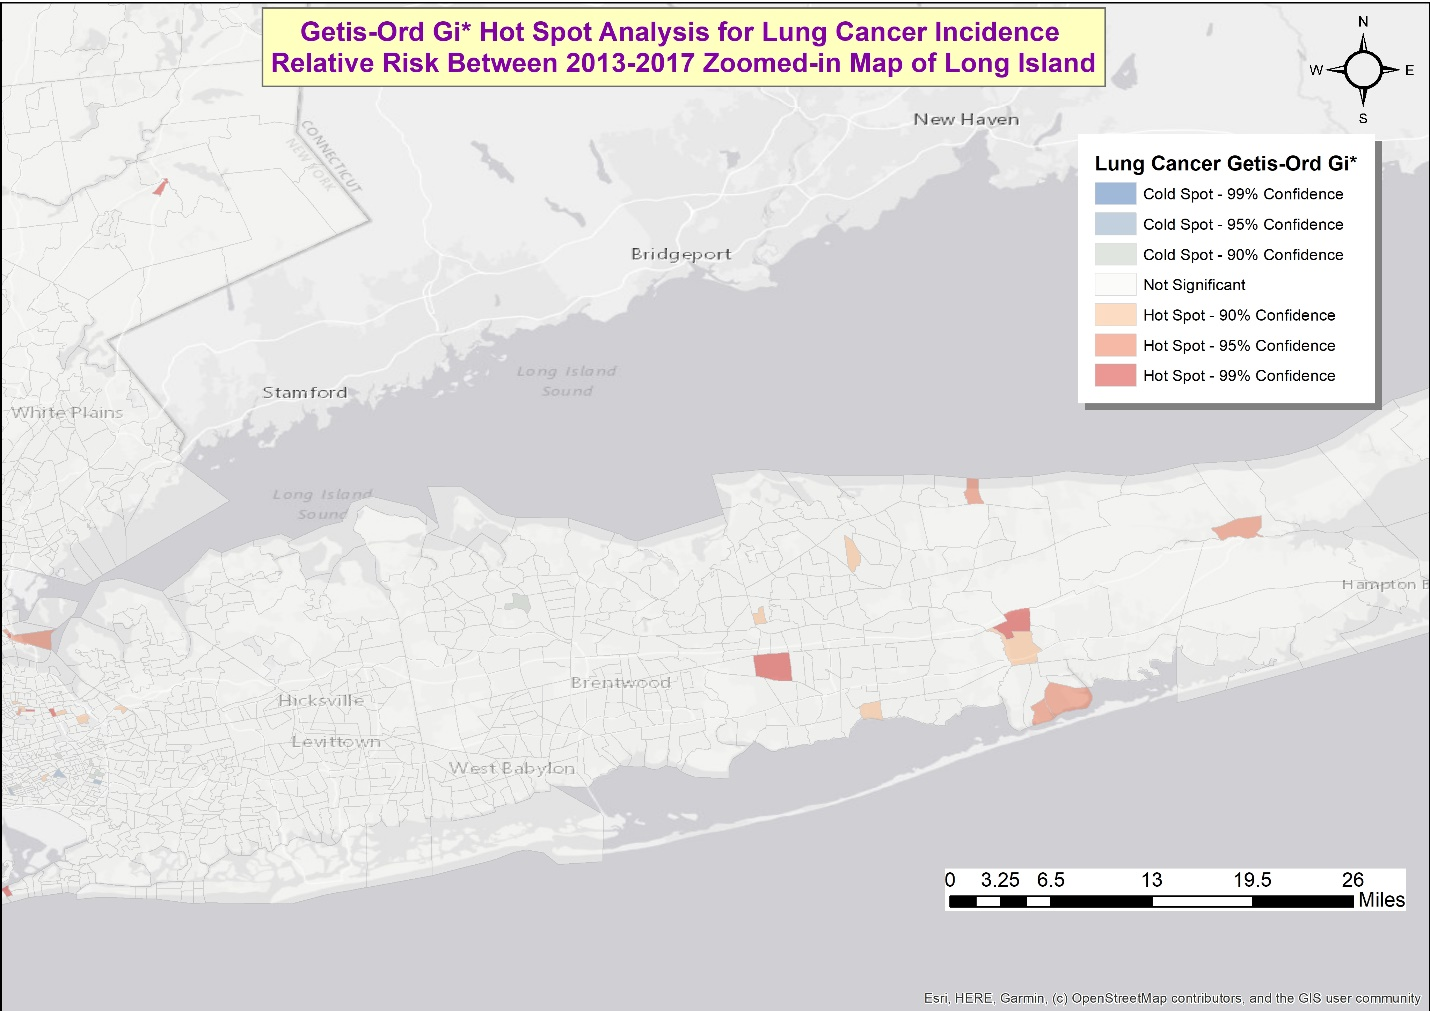 Getis-Ord Gi* Hot Spot Analysis for Lung Cancer Incidence
Relative Risk Between 2013-2017 Zoomed-in Map of Long Island
N
W
E
S
New Haven
CONNECTICUT
NEW YORK
Lung Cancer Getis-Ord Gi*
Cold Spot - 99% Confidence
Cold Spot - 95% Confidence
Cold Spot - 90% Confidence
Not Significant
Hot Spot - 90% Confidence
Hot Spot - 95% Confidence
Hot Spot - 99% Confidence
Bridgeport
Long Island
Sound
Stamford
White Plains
Long Island
Sound
Hampton B
Brentwood
Hicksville
Levittown
West Babylon
0 3.25 6.5 13 19.5 26
Miles
Esri, HERE, Garmin, (c) OpenStreetMap contributors, and the GIS user community